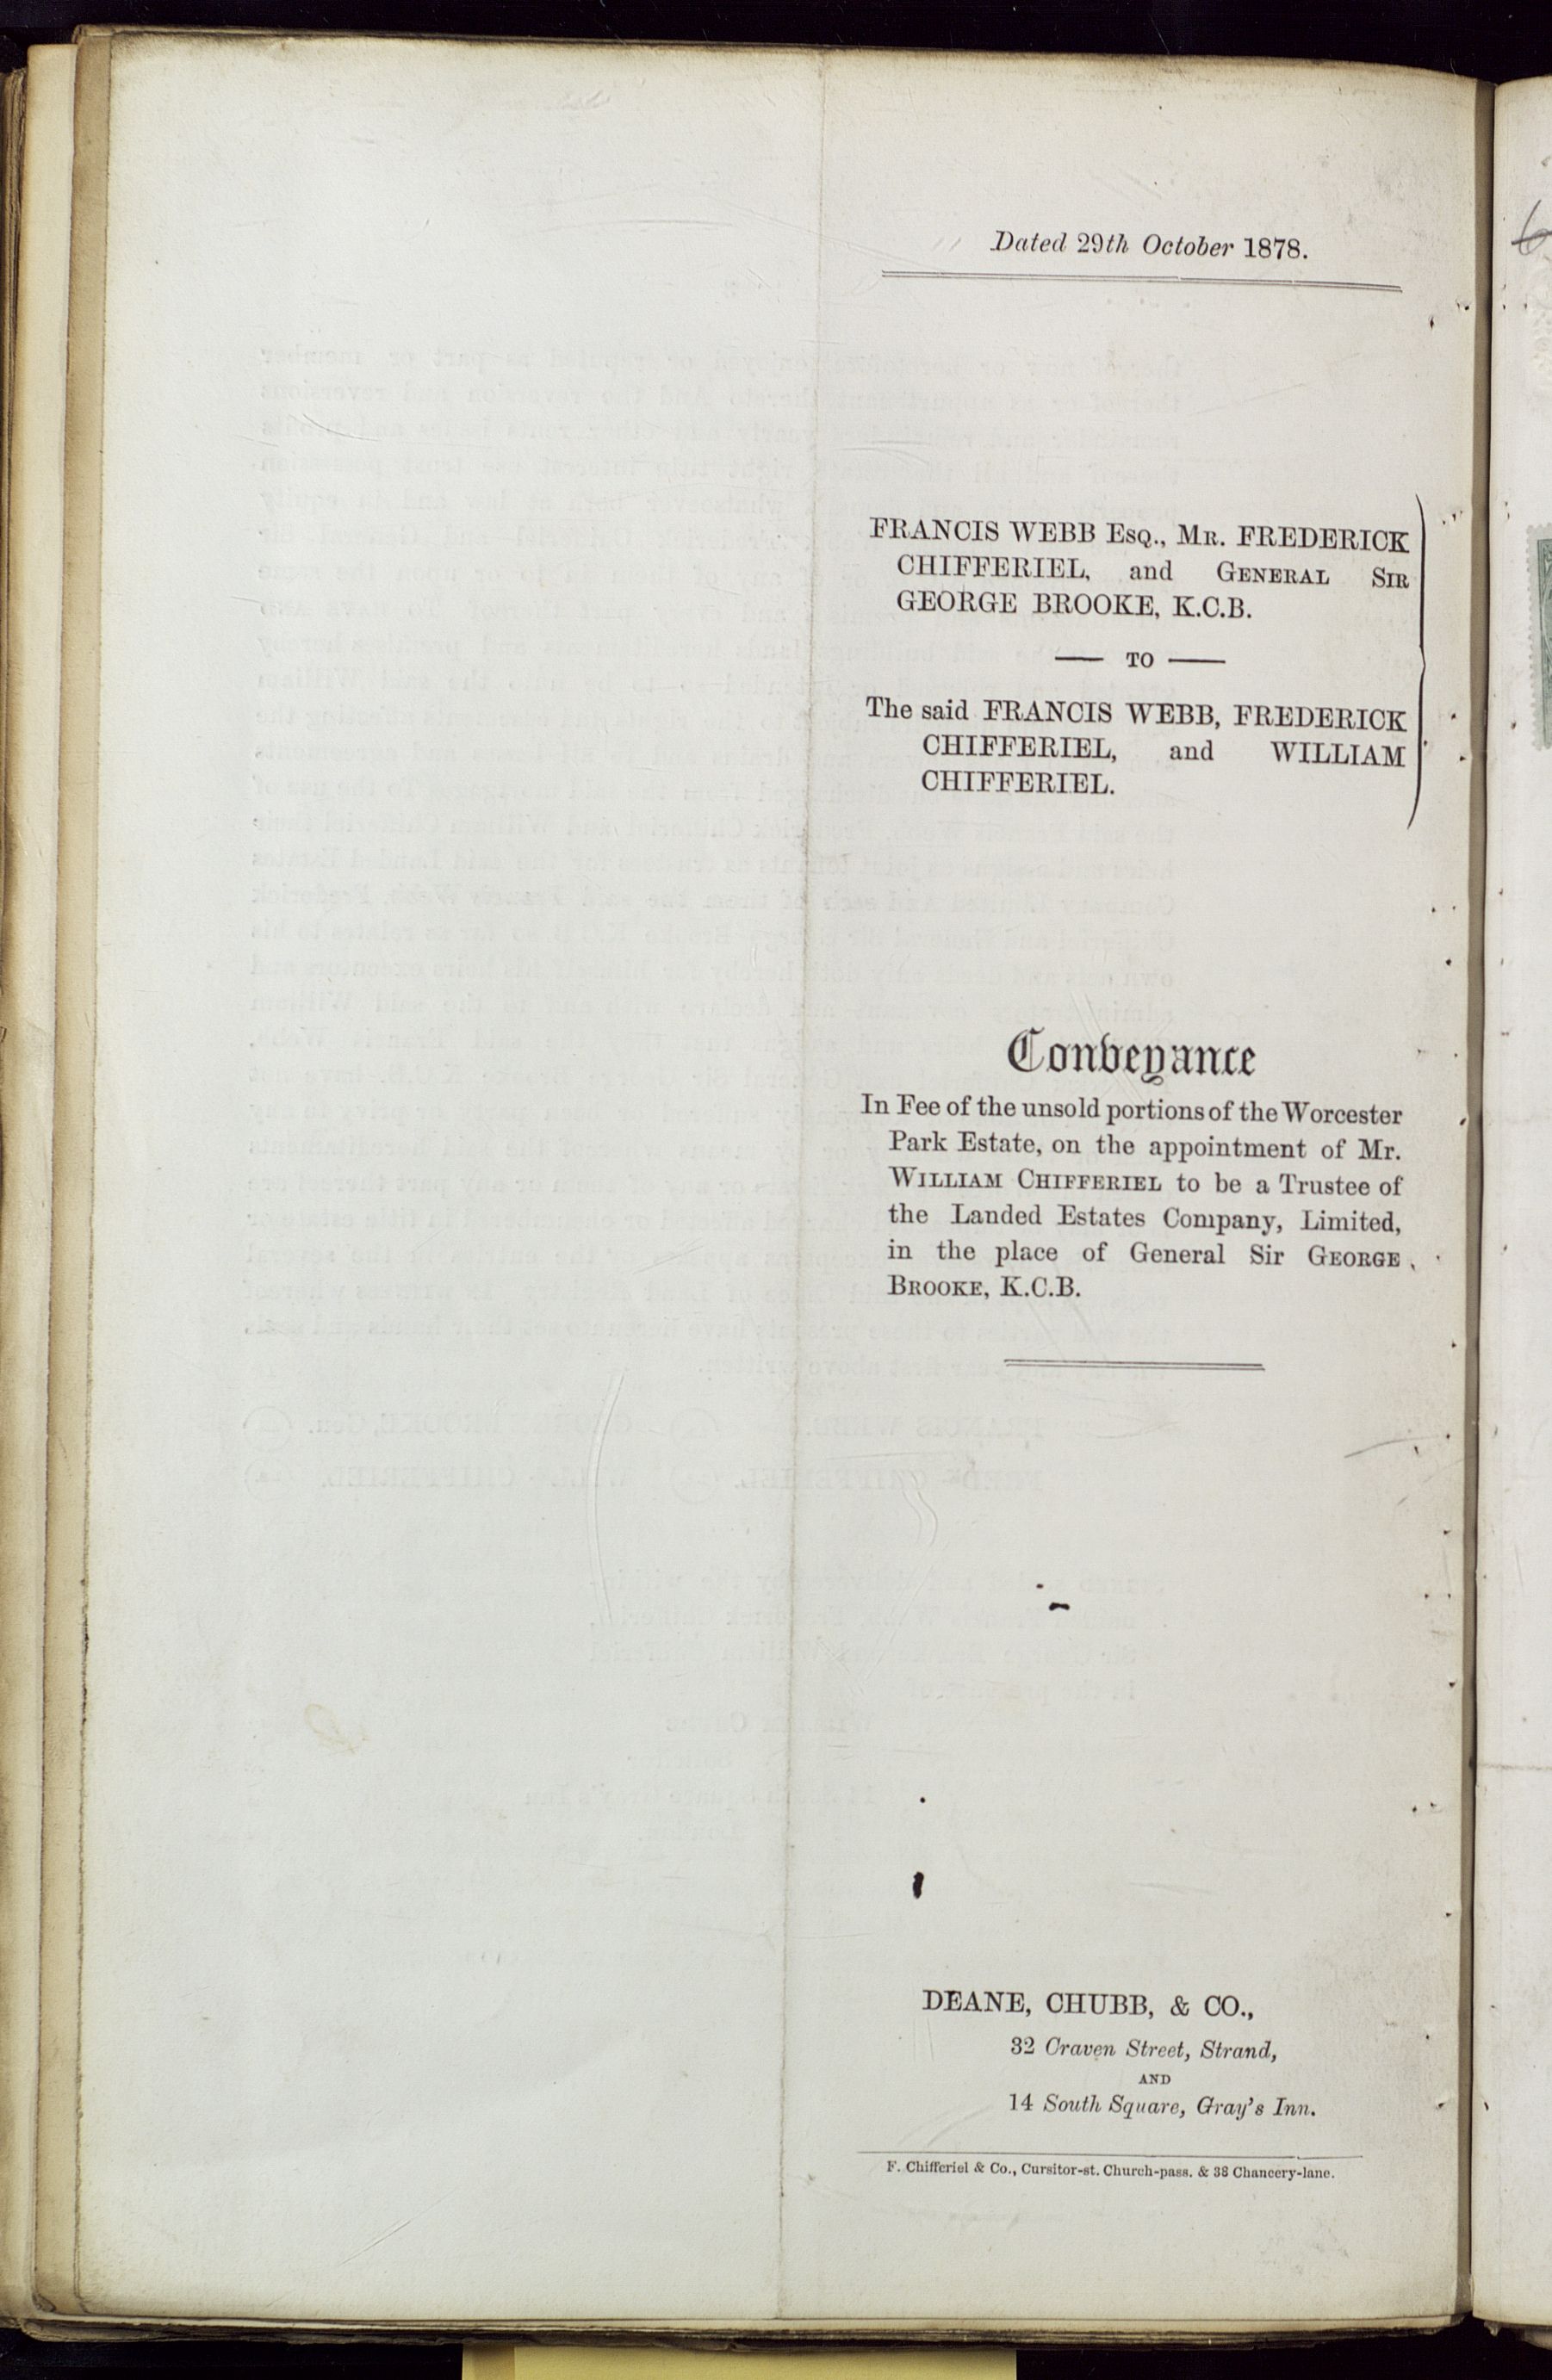 Dated 29th October 1878.
FRANCIS WEBB ESQ., MR. FREDERICK
CHIFFERIEL, and GENERAL SIR
GEORGE BROOKE, K.C.B.
— TO —
The said FRANCIS WEBB, FREDERICK
CHIFFERIEL, and WILLIAM
CHIFFERIEL.
Conveyance
In Fee of the unsold portions of the Worcester
Park Estate, on the appointment of Mr.
WILLIAM CHIFFERIEL to be a Trustee of
the Landed Estates Company, Limited,
in the place of General Sir GEORGE
BROOKE, K.C.B.
DEANE, CHUBB, & CO.,
32 Craven Street, Strand,
AND
14 South Square, Gray's Inn.
F. Chifferiel & Co., Cursitor-st. Church-pass. & 38 Chancery-lane.
6